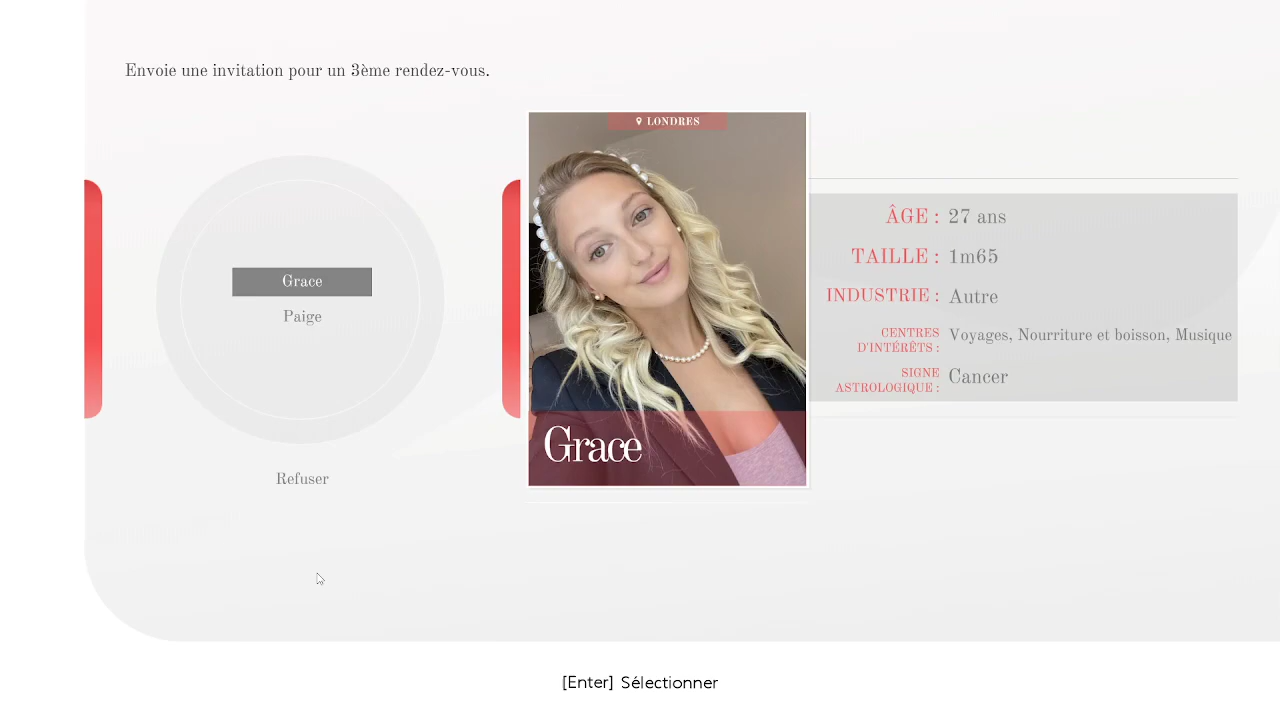 Envoie une invitation pour un 3ème rendez-vous.
LONDRES
Grace
Paige
Refuser
Grace
ÂGE : 27 ans
TAILLE : 1m65
INDUSTRIE : Autre
CENTRES
D'INTÉRÊTS : Voyages, Nourriture et boisson, Musique
SIGNE
ASTROLOGIQUE : Cancer
[Enter] Sélectionner